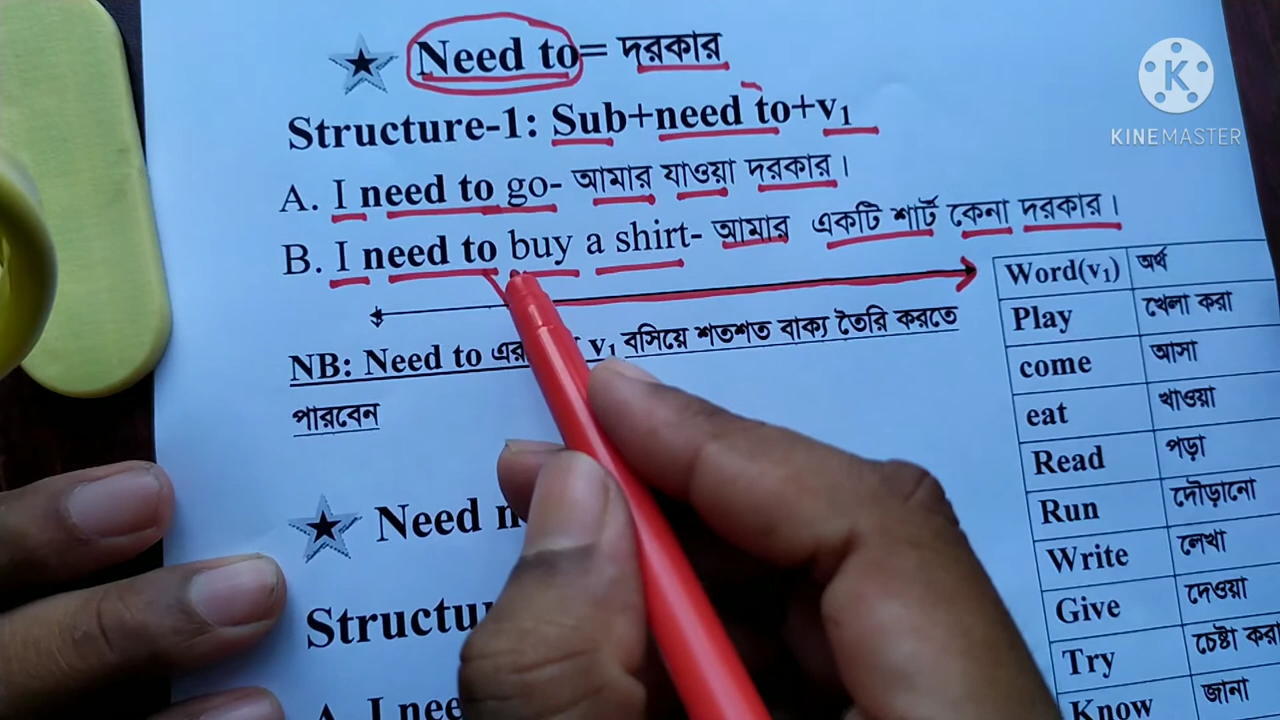 Need to= দরকার
Structure-1: Sub+need to+v1
A. I need to go- আমার যাওয়া দরকার।
B. I need to buy a shirt- আমার একটি শার্ট কেনা দরকার।
NB: Need to v1 বসিয়ে শতশত বাক্য তৈরি করতে
পারবেন
Need
A. I
Word(v1) অর্থ
Play খেলা করা
come আসা
eat খাওয়া
Read পড়া
Run দৌড়ানো
Write লেখা
Give দেওয়া
Try চেষ্টা করা
Know জানা
KINEMASTER